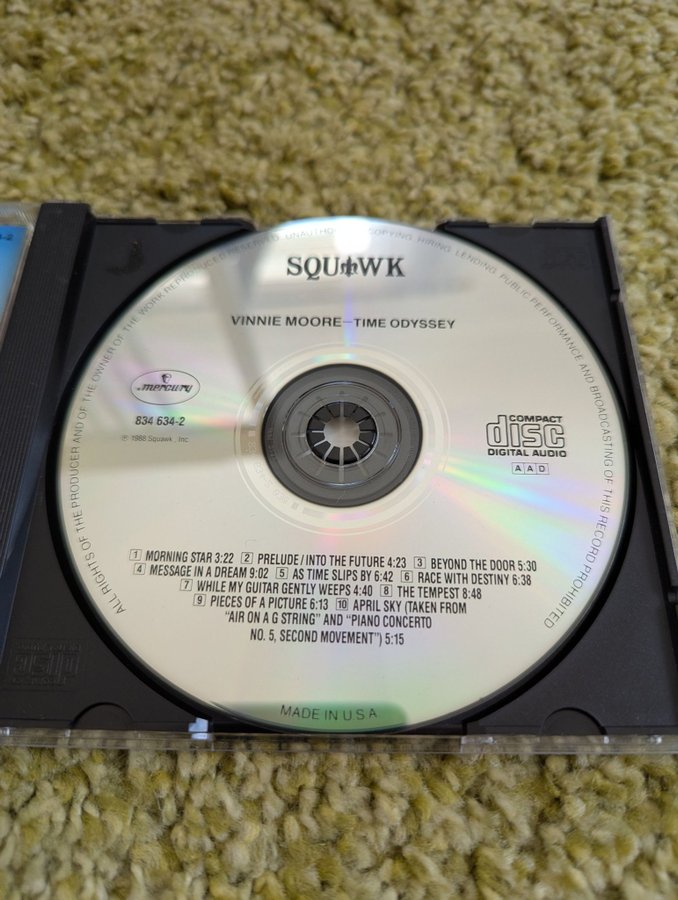 SQUAWK
VINNIE MOORE—TIME ODYSSEY
mercury
834 634-2
℗ 1988 Squawk, Inc
COMPACT
disc
DIGITAL AUDIO
AAD
1 MORNING STAR 3:22 2 PRELUDE / INTO THE FUTURE 4:23 3 BEYOND THE DOOR 5:30
4 MESSAGE IN A DREAM 9:02 5 AS TIME SLIPS BY 6:42 6 RACE WITH DESTINY 6:38
7 WHILE MY GUITAR GENTLY WEEPS 4:40 8 THE TEMPEST 8:48
9 PIECES OF A PICTURE 6:13 10 APRIL SKY (TAKEN FROM
"AIR ON A G STRING" AND "PIANO CONCERTO
NO. 5, SECOND MOVEMENT") 5:15
MADE IN U.S.A.
ALL RIGHTS OF THE PRODUCER AND OF THE OWNER OF THE WORK REPRODUCED RESERVED. UNAUTHORIZED COPYING, HIRING, LENDING, PUBLIC PERFORMANCE AND BROADCASTING OF THIS RECORD PROHIBITED